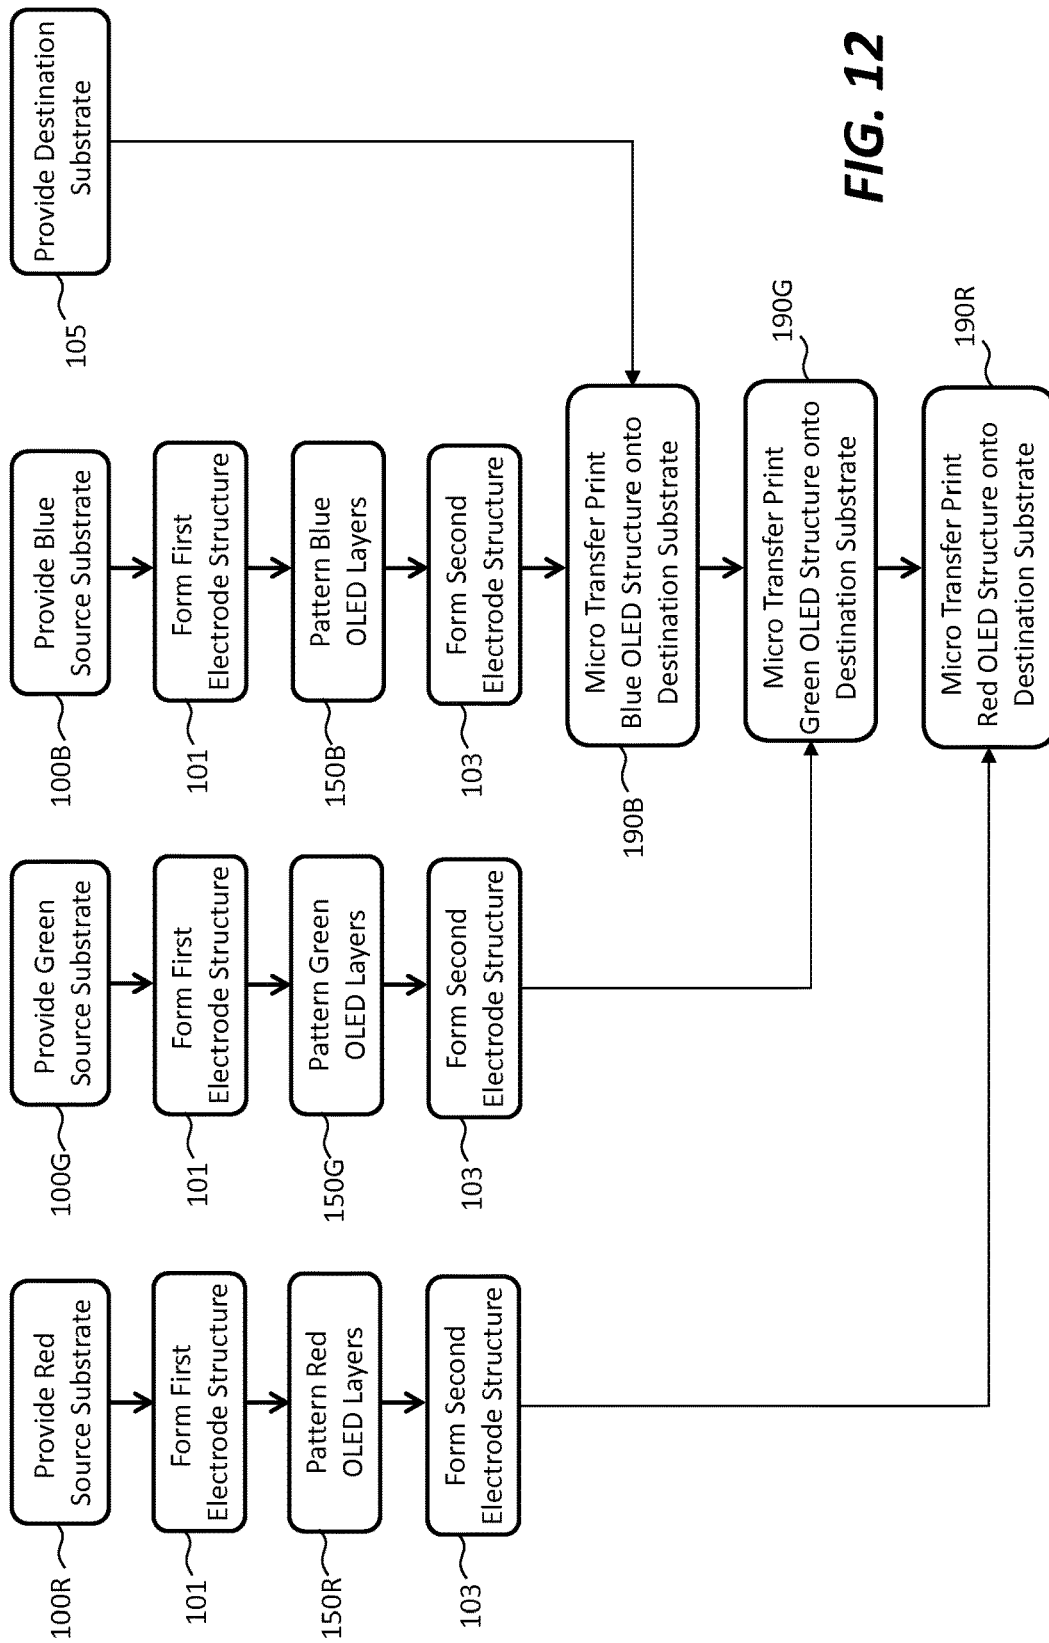 100R
Provide Red
Source Substrate
101
Form First
Electrode Structure
150R
Pattern Red
OLED Layers
103
Form Second
Electrode Structure
100G
Provide Green
Source Substrate
101
Form First
Electrode Structure
150G
Pattern Green
OLED Layers
103
Form Second
Electrode Structure
100B
Provide Blue
Source Substrate
101
Form First
Electrode Structure
150B
Pattern Blue
OLED Layers
103
Form Second
Electrode Structure
105
Provide Destination
Substrate
190B
Micro Transfer Print
Blue OLED Structure onto
Destination Substrate
190G
Micro Transfer Print
Green OLED Structure onto
Destination Substrate
190R
Micro Transfer Print
Red OLED Structure onto
Destination Substrate
FIG. 12